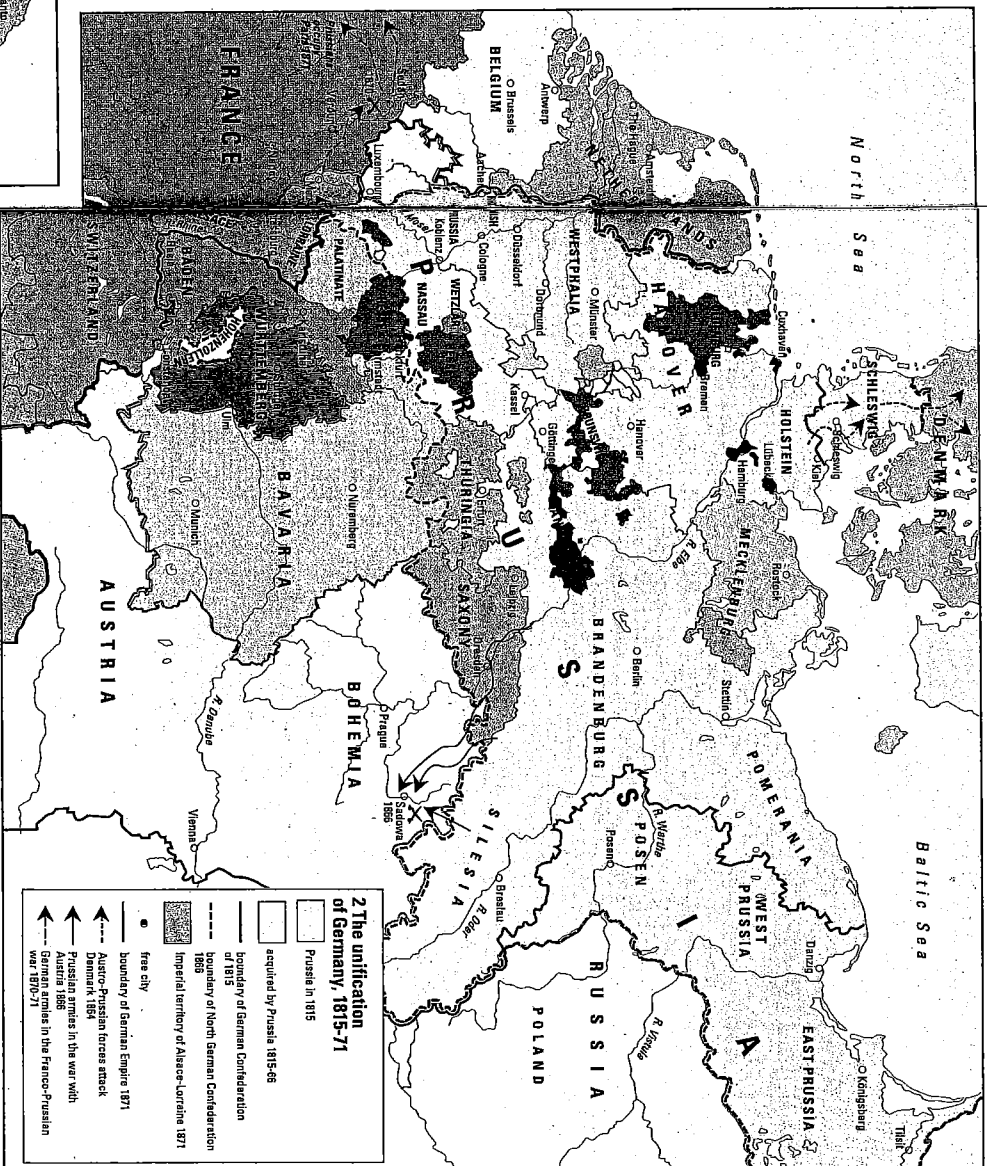 North
Sea
Baltic Sea
DENMARK
SCHLESWIG
Schleswig
Kiel
HOLSTEIN
Lübeck
Hamburg
Cuxhaven
MECKLENBURG
Rostock
Stettin
POMERANIA
WEST
PRUSSIA
Danzig
EAST PRUSSIA
Königsberg
Tilsit
NETHERLANDS
Amsterdam
The Hague
Antwerp
BELGIUM
Brussels
HANOVER
Bremen
Hanover
R. Elbe
BRANDENBURG
Berlin
POSEN
Posen
R. Warthe
PRUSSIA
RUSSIA
R. Vistula
POLAND
WESTPHALIA
Münster
Dortmund
Düsseldorf
Cologne
Aachen
Koblenz
Kassel
Göttingen
WETZLAR
NASSAU
THURINGIA
Erfurt
SAXONY
SILESIA
Breslau
R. Oder
Luxembourg
PALATINATE
FRANCE
BADEN
HOHENZOLLERN
Ulm
BAVARIA
Nuremberg
Munich
BOHEMIA
Prague
Sadowa
1866
R. Danube
Vienna
AUSTRIA
SWITZERLAND
2 The unification
of Germany, 1815-71
Prussia in 1815
acquired by Prussia 1815-66
boundary of German Confederation
of 1815
boundary of North German Confederation
1866
Imperial territory of Alsace-Lorraine 1871
free city
boundary of German Empire 1871
Austro-Prussian forces attack
Denmark 1864
Prussian armies in the war with
Austria 1866
German armies in the Franco-Prussian
war 1870-71